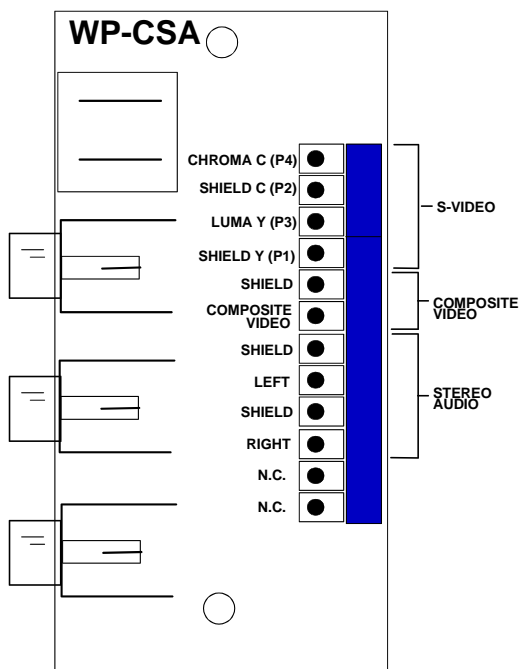 WP-CSA
CHROMA C (P4)
SHIELD C (P2)
LUMA Y (P3)
SHIELD Y (P1)
SHIELD
COMPOSITE
VIDEO
SHIELD
LEFT
SHIELD
RIGHT
N.C.
N.C.
S-VIDEO
COMPOSITE
VIDEO
STEREO
AUDIO